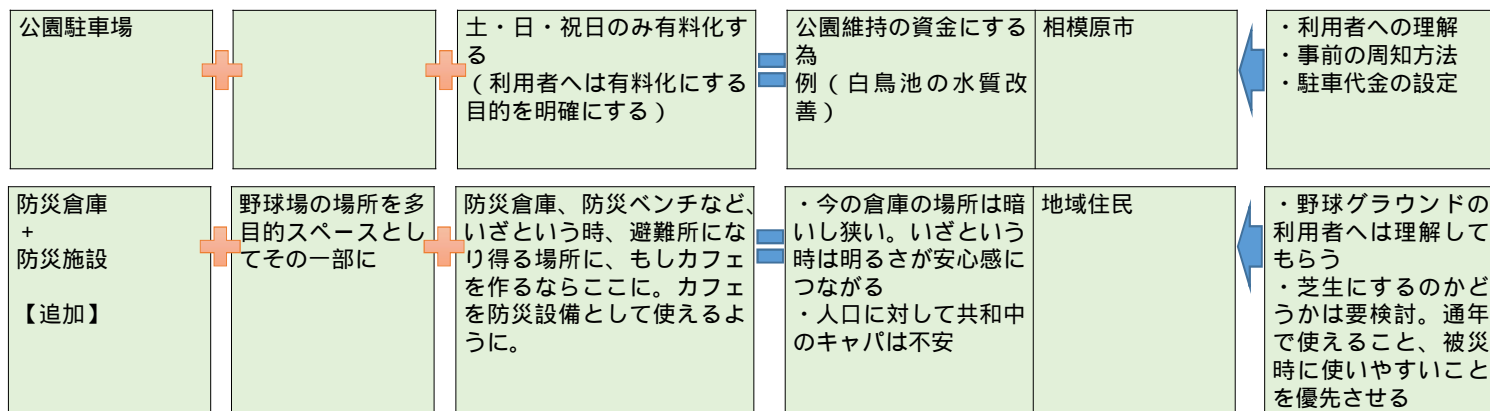 公園駐車場
土・日・祝日のみ有料化す
る
（利用者へは有料化にする
目的を明確にする）
公園維持の資金にする
為
例（白鳥池の水質改
善）
相模原市
・利用者への理解
・事前の周知方法
・駐車代金の設定
防災倉庫
+
防災施設
【追加】
野球場の場所を多
目的スペースとし
てその一部に
防災倉庫、防災ベンチなど、
いざという時、避難所にな
り得る場所に、もしカフェ
を作るならここに。カフェ
を防災設備として使えるよ
うに。
・今の倉庫の場所は暗
いし狭い。いざという
時は明るさが安心感に
つながる
・人口に対して共和中
のキャパは不安
地域住民
・野球グラウンドの
利用者へは理解して
もらう
・芝生にするのかど
うかは要検討。通年
で使えること、被災
時に使いやすいこと
を優先させる